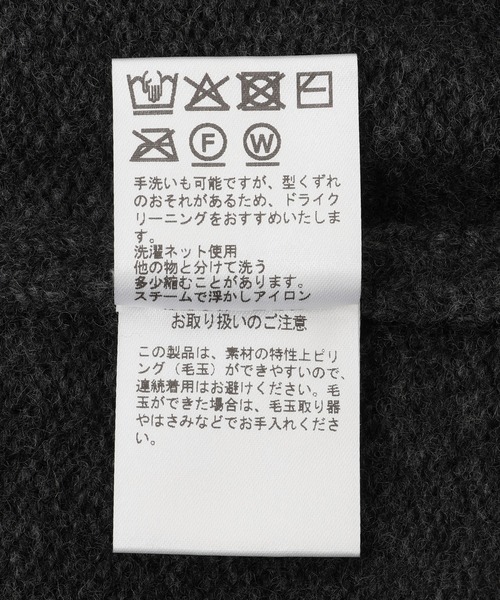 F W
手洗いも可能ですが、型くずれ
のおそれがあるため、ドライク
リーニングをおすすめいたしま
す。
洗濯ネット使用
他の物と分けて洗う
多少縮むことがあります。
スチームで浮かしアイロン
お取り扱いのご注意
この製品は、素材の特性上ピリ
ング（毛玉）ができやすいので、
連続着用はお避けください。毛
玉ができた場合は、毛玉取り器
やはさみなどでお手入れくださ
い。